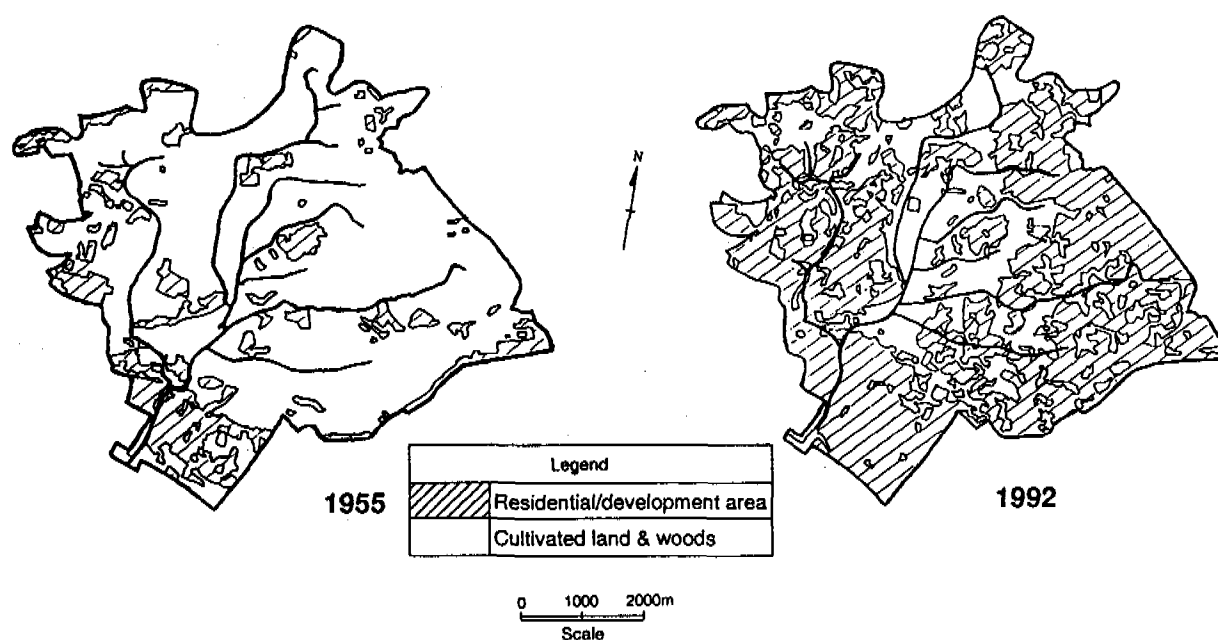 N
1955
1992
Legend
Residential/development area
Cultivated land & woods
0 1000 2000m
Scale